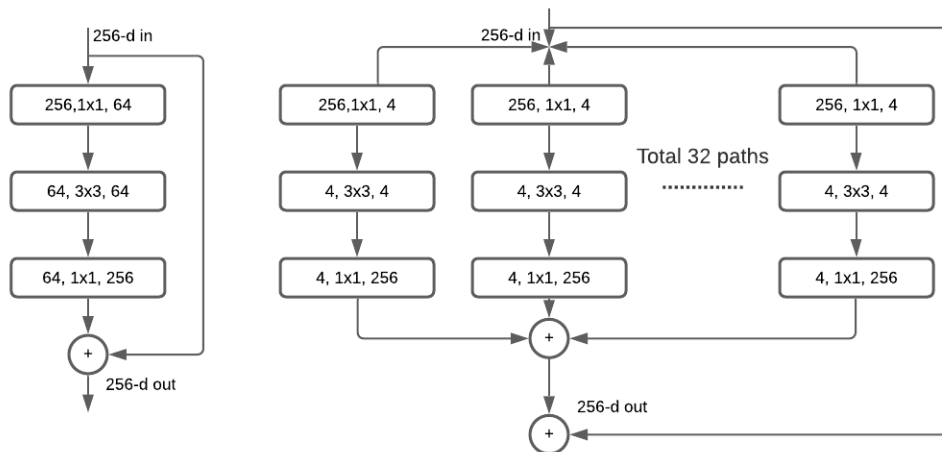 256-d in
256,1x1, 64
64, 3x3, 64
64, 1x1, 256
+
256-d out
256-d in
256,1x1, 4
256, 1x1, 4
256, 1x1, 4
Total 32 paths
4, 3x3, 4
4, 3x3, 4
4, 3x3, 4
4, 1x1, 256
4, 1x1, 256
4, 1x1, 256
+
256-d out
+